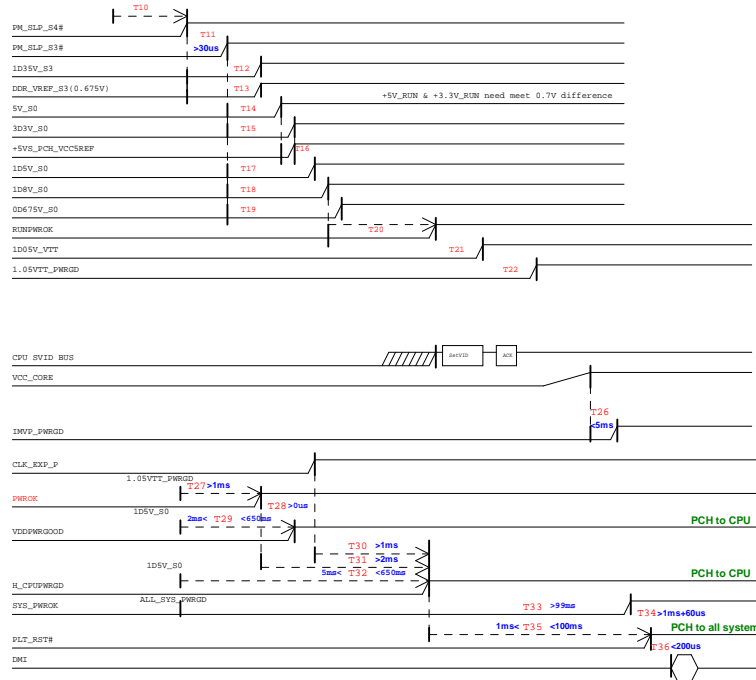 T10
PM_SLP_S4#
T11
PM_SLP_S3#
>30us
1D35V_S3
T12
DDR_VREF_S3(0.675V)
T13
+5V_RUN & +3.3V_RUN need meet 0.7V difference
5V_S0
T14
3D3V_S0
T15
+5VS_PCH_VCC5REF
T16
1D5V_S0
T17
1D8V_S0
T18
0D675V_S0
T19
RUNPWROK
T20
1D05V_VTT
T21
1.05VTT_PWRGD
T22
CPU SVID BUS
SetVID
ACK
VCC_CORE
T26
<5ms
IMVP_PWRGD
CLK_EXP_P
1.05VTT_PWRGD
T27 >1ms
PWROK
T28 >0us
1D5V_S0
2ms< T29 <650ms
PCH to CPU
VDDPWRGOOD
T30 >1ms
T31 >2ms
1D5V_S0
5ms< T32 <650ms
PCH to CPU
H_CPUPWRGD
ALL_SYS_PWRGD
SYS_PWROK
T33 >99ms
T34 >1ms+60us
1ms< T35 <100ms
PCH to all system
PLT_RST#
T36 <200us
DMI